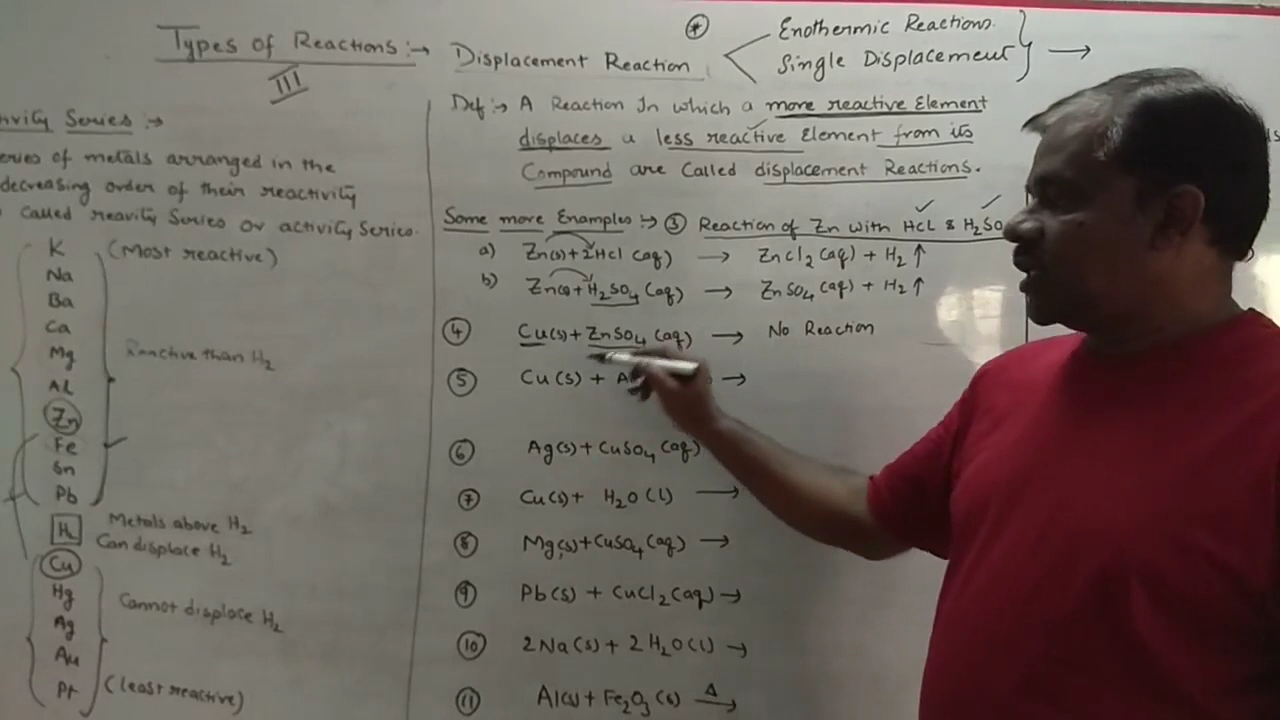 Types of Reactions:→ Displacement Reaction
III
* Enothermic Reactions.
Single Displacement →
tivity Series :→
eries of metals arranged in the
decreasing order of their reactivity
called reavity Series or activity Series.
K (Most reactive)
Na
Ba
Ca
Mg Reactive than H₂
Al
Zn
Fe ✓
Sn
Pb
H Metals above H₂
Can displace H₂
Cu
Hg Cannot displace H₂
Ag
Au
Pt (least reactive)
Def:→ A Reaction In which a more reactive Element
displaces a less reactive Element from its
Compound are Called displacement Reactions.
Some more Enamples :→ ③ Reaction of Zn with HCl & H₂SO
a) Zn(s)+2HCl (aq) → ZnCl₂ (aq) + H₂↑
b) Zn(s)+H₂SO₄ (aq) → ZnSO₄ (aq) + H₂↑
④ Cu(s)+ZnSO₄ (aq) → No Reaction
⑤ Cu(s) + A →
⑥ Ag(s)+CuSO₄ (aq)
⑦ Cu(s)+ H₂O(l) →
⑧ Mg(s)+CuSO₄(aq) →
⑨ Pb(s) + CuCl₂(aq) →
⑩ 2Na(s)+2H₂O(l) →
⑪ Al(s)+Fe₂O₃(s) Δ→